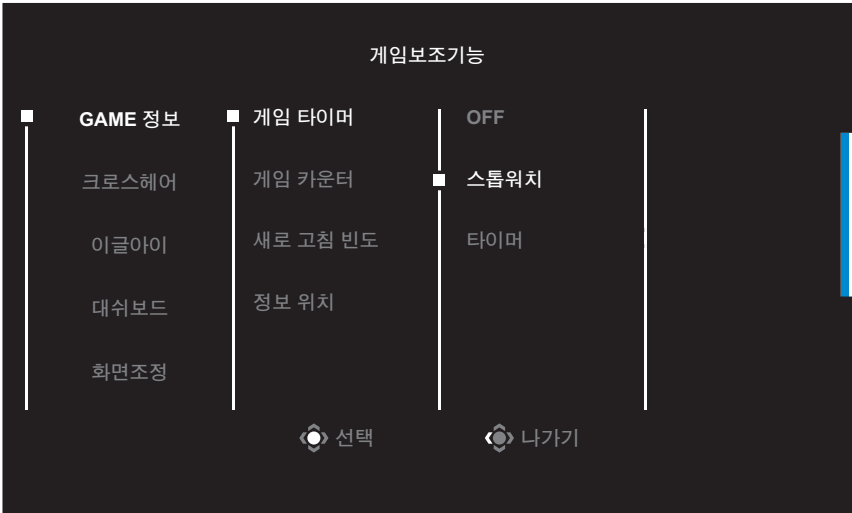 게임보조기능
GAME 정보
게임 타이머
OFF
크로스헤어
게임 카운터
스톱워치
이글아이
새로 고침 빈도
타이머
대쉬보드
정보 위치
화면조정
선택
나가기